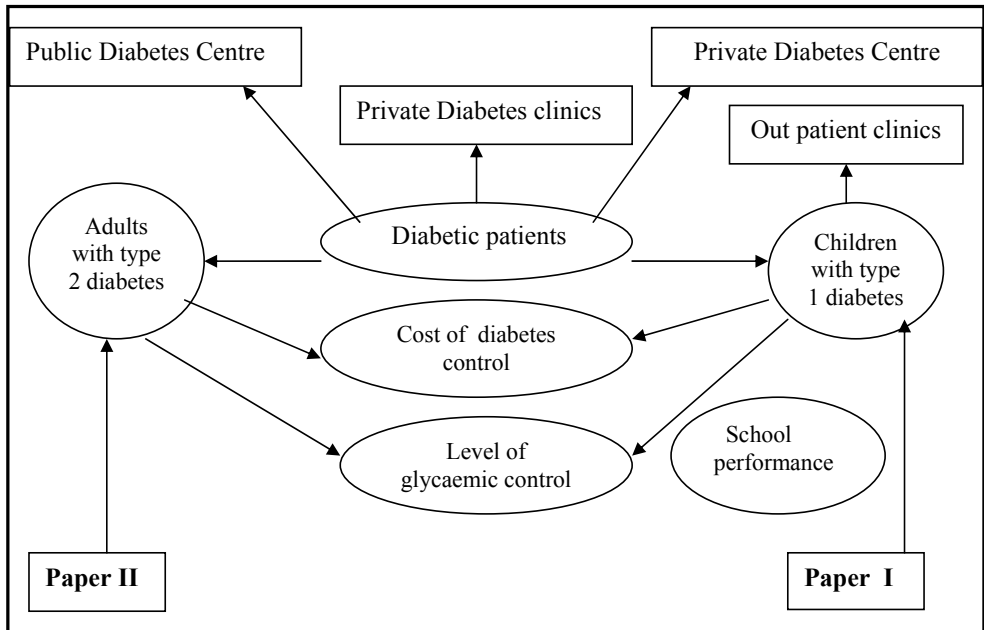 Public Diabetes Centre
Private Diabetes Centre
Private Diabetes clinics
Out patient clinics
Adults
with type
2 diabetes
Diabetic patients
Children
with type
1 diabetes
Cost of diabetes
control
Level of
glycaemic control
School
performance
Paper II
Paper I